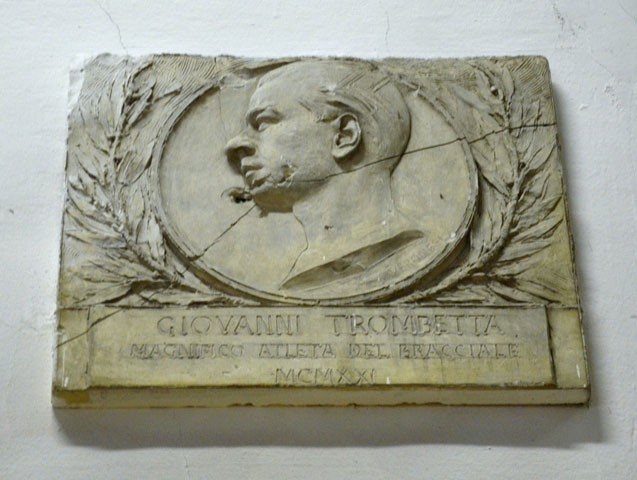 GIOVANNI TROMBETTA
MAGNIFICO ATLETA DEL BRACCIALE
·MCMXXI·